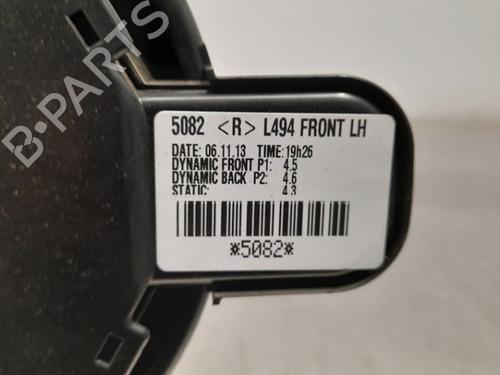 B-PARTS
5082 <R> L494 FRONT LH
DATE: 06.11.13 TIME: 19h26
DYNAMIC FRONT P1: 4.5
DYNAMIC BACK P2: 4.6
STATIC: 4.3
*5082*